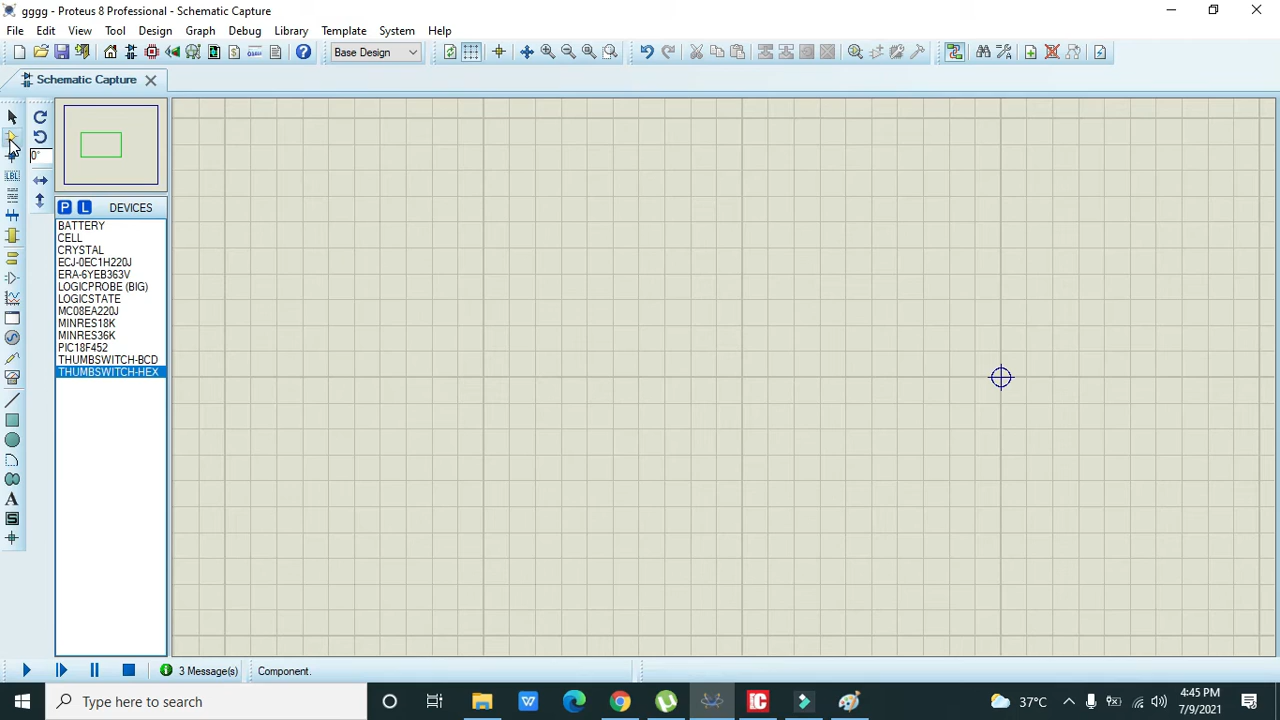 gggg - Proteus 8 Professional - Schematic Capture
File Edit View Tool Design Graph Debug Library Template System Help
Base Design
Schematic Capture
LBL
0°
P L DEVICES
BATTERY
CELL
CRYSTAL
ECJ-0EC1H220J
ERA-6YEB363V
LOGICPROBE (BIG)
LOGICSTATE
MC08EA220J
MINRES18K
MINRES36K
PIC18F452
THUMBSWITCH-BCD
THUMBSWITCH-HEX
A
S
3 Message(s) Component.
Type here to search
37°C
4:45 PM
7/9/2021